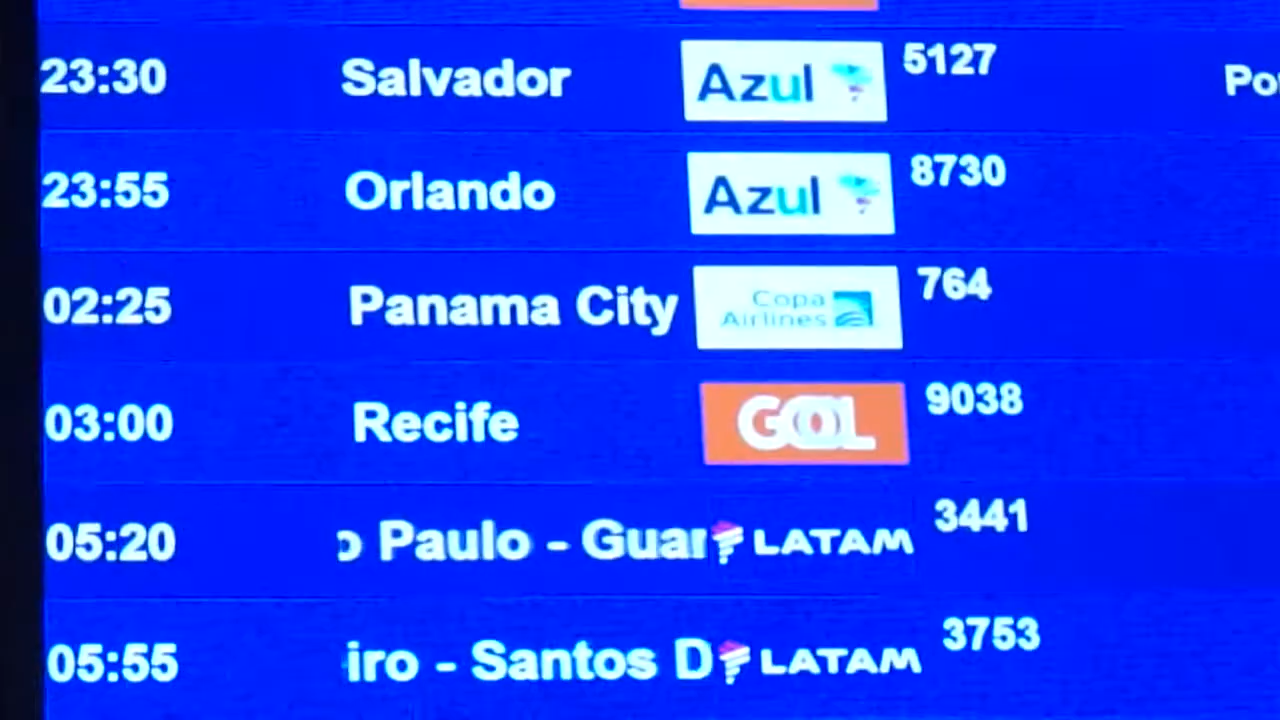 23:30 Salvador Azul 5127
23:55 Orlando Azul 8730
02:25 Panama City Copa Airlines 764
03:00 Recife GOL 9038
05:20 Paulo - Guar LATAM 3441
05:55 iro - Santos D LATAM 3753